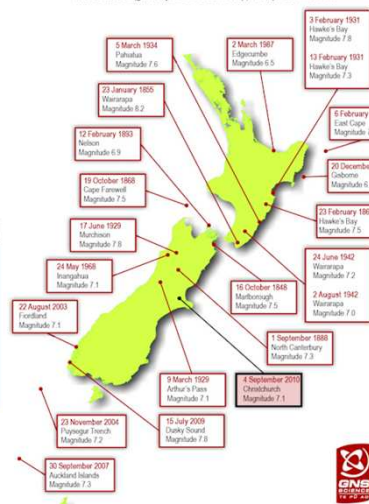 3 February 1931
Hawke's Bay
Magnitude 7.8
13 February 1931
Hawke's Bay
Magnitude 7.3
5 March 1934
Pahiatua
Magnitude 7.6
2 March 1987
Edgecumbe
Magnitude 6.5
23 January 1855
Wairarapa
Magnitude 8.2
6 Februa
East Cape
Magnitude
12 February 1893
Nelson
Magnitude 6.9
20 Decembe
Gisborne
Magnitude 6.
19 October 1868
Cape Farewell
Magnitude 7.5
23 February 186
Hawke's Bay
Magnitude 7.5
17 June 1929
Murchison
Magnitude 7.8
24 June 1942
Wairarapa
Magnitude 7.2
2 August 1942
Wairarapa
Magnitude 7.0
24 May 1968
Inangahua
Magnitude 7.1
16 October 1848
Marlborough
Magnitude 7.5
22 August 2003
Fiordland
Magnitude 7.1
1 September 1888
North Canterbury
Magnitude 7.3
9 March 1929
Arthur's Pass
Magnitude 7.1
4 September 2010
Christchurch
Magnitude 7.1
23 November 2004
Puysegur Trench
Magnitude 7.2
15 July 2009
Dusky Sound
Magnitude 7.8
30 September 2007
Auckland Islands
Magnitude 7.3
GNS
SCIENCE
TE PŪ AO